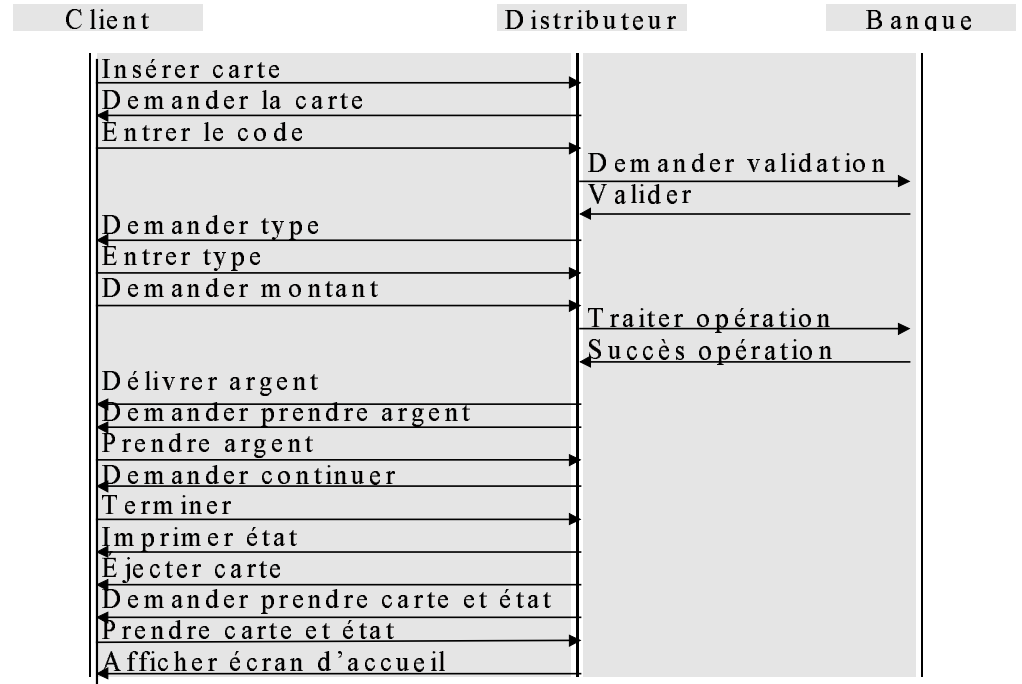 Client Distributeur Banque
Insérer carte
Demander la carte
Entrer le code
Demander validation
Valider
Demander type
Entrer type
Demander montant
Traiter opération
Succès opération
Délivrer argent
Demander prendre argent
Prendre argent
Demander continuer
Terminer
Imprimer état
Éjecter carte
Demander prendre carte et état
Prendre carte et état
Afficher écran d'accueil